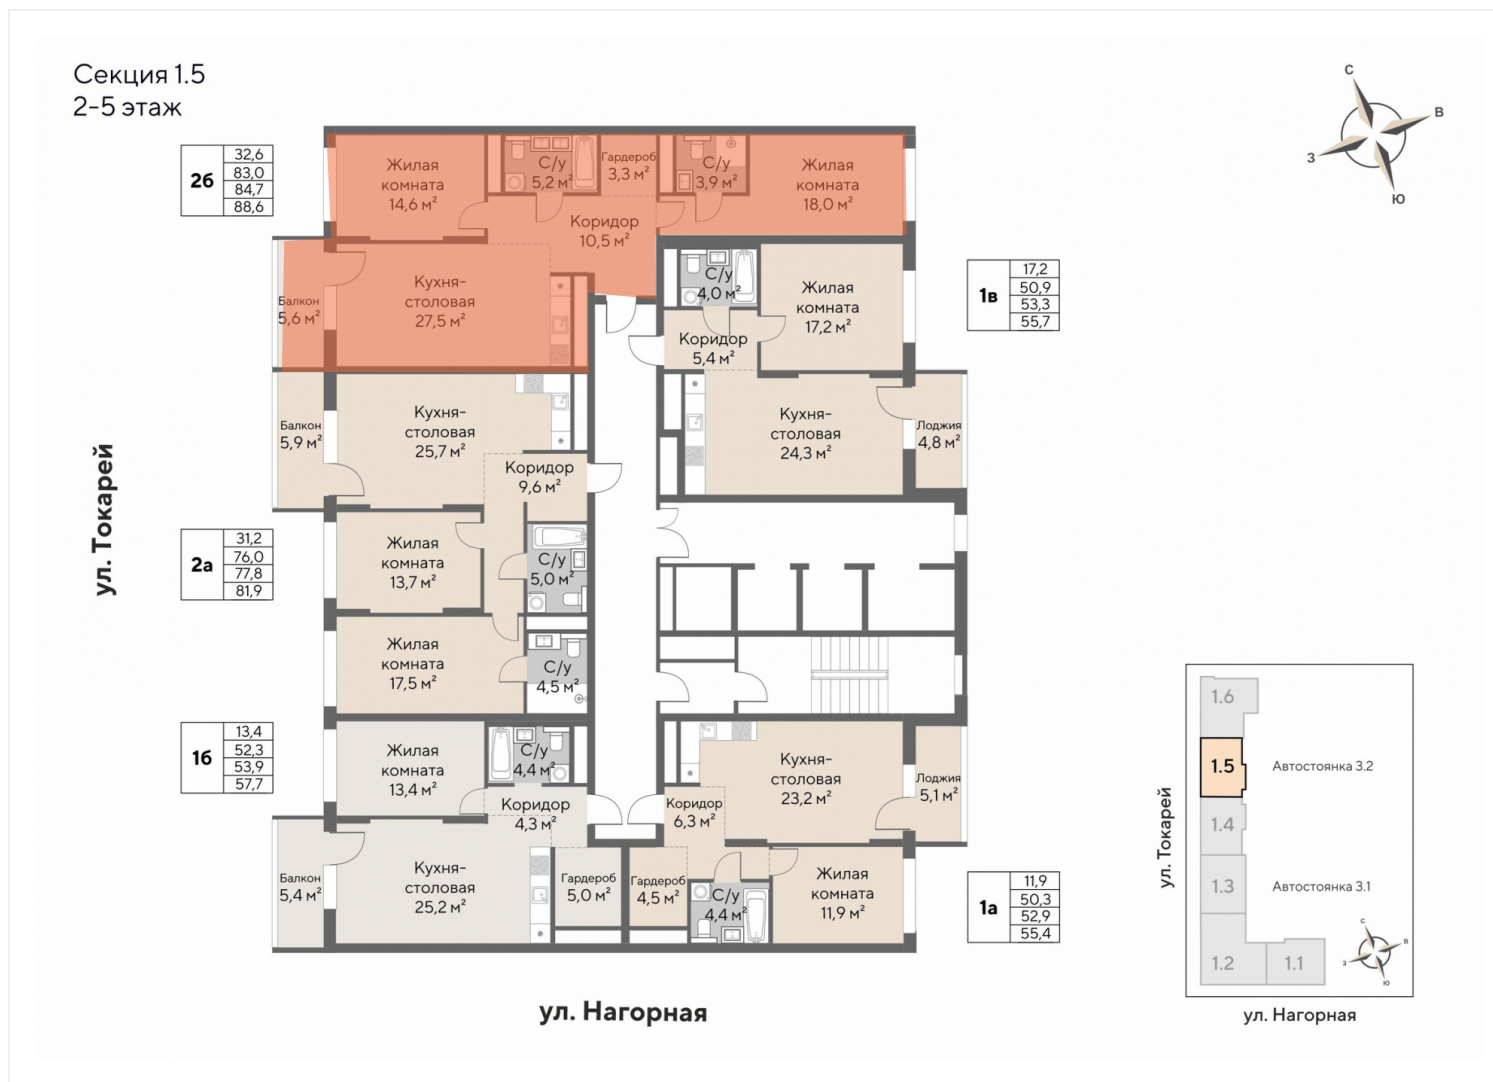 Секция 1.5
2-5 этаж
С
В
З
Ю
2б
32,6
83,0
84,7
88,6
Жилая
комната
14,6 м²
С/у
5,2 м²
Гардероб
3,3 м²
С/у
3,9 м²
Жилая
комната
18,0 м²
Коридор
10,5 м²
Балкон
5,6 м²
Кухня-
столовая
27,5 м²
С/у
4,0 м²
Жилая
комната
17,2 м²
1в
17,2
50,9
53,3
55,7
Коридор
5,4 м²
Балкон
5,9 м²
Кухня-
столовая
25,7 м²
Коридор
9,6 м²
Кухня-
столовая
24,3 м²
Лоджия
4,8 м²
ул. Токарей
2а
31,2
76,0
77,8
81,9
Жилая
комната
13,7 м²
С/у
5,0 м²
Жилая
комната
17,5 м²
С/у
4,5 м²
1б
13,4
52,3
53,9
57,7
Жилая
комната
13,4 м²
С/у
4,4 м²
Коридор
4,3 м²
Балкон
5,4 м²
Кухня-
столовая
25,2 м²
Гардероб
5,0 м²
Гардероб
4,5 м²
Коридор
6,3 м²
Кухня-
столовая
23,2 м²
Лоджия
5,1 м²
С/у
4,4 м²
Жилая
комната
11,9 м²
1а
11,9
50,3
52,9
55,4
ул. Нагорная
1.6
1.5
Автостоянка 3.2
1.4
ул. Токарей
1.3
Автостоянка 3.1
1.2
1.1
С
В
З
Ю
ул. Нагорная